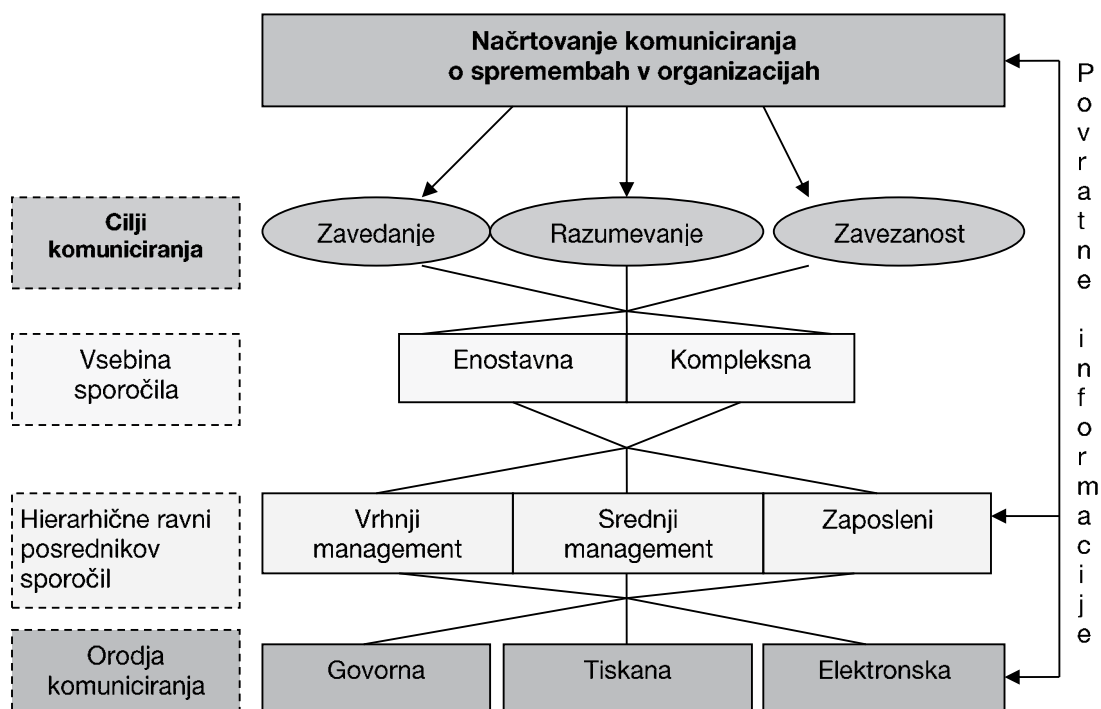 Načrtovanje komuniciranja
o spremembah v organizacijah
Povratne informacije
Cilji
komuniciranja
Zavedanje
Razumevanje
Zavezanost
Vsebina
sporočila
Enostavna
Kompleksna
Hierarhične ravni
posrednikov
sporočil
Vrhnji
management
Srednji
management
Zaposleni
Orodja
komuniciranja
Govorna
Tiskana
Elektronska